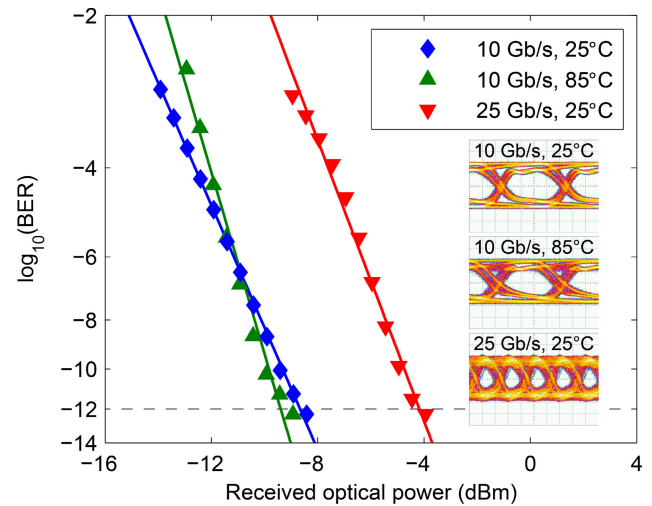 10 Gb/s, 25°C
10 Gb/s, 85°C
25 Gb/s, 25°C
10 Gb/s, 25°C
10 Gb/s, 85°C
25 Gb/s, 25°C
log10(BER)
−2
−4
−6
−8
−10
−12
−14
−16
−12
−8
−4
0
4
Received optical power (dBm)